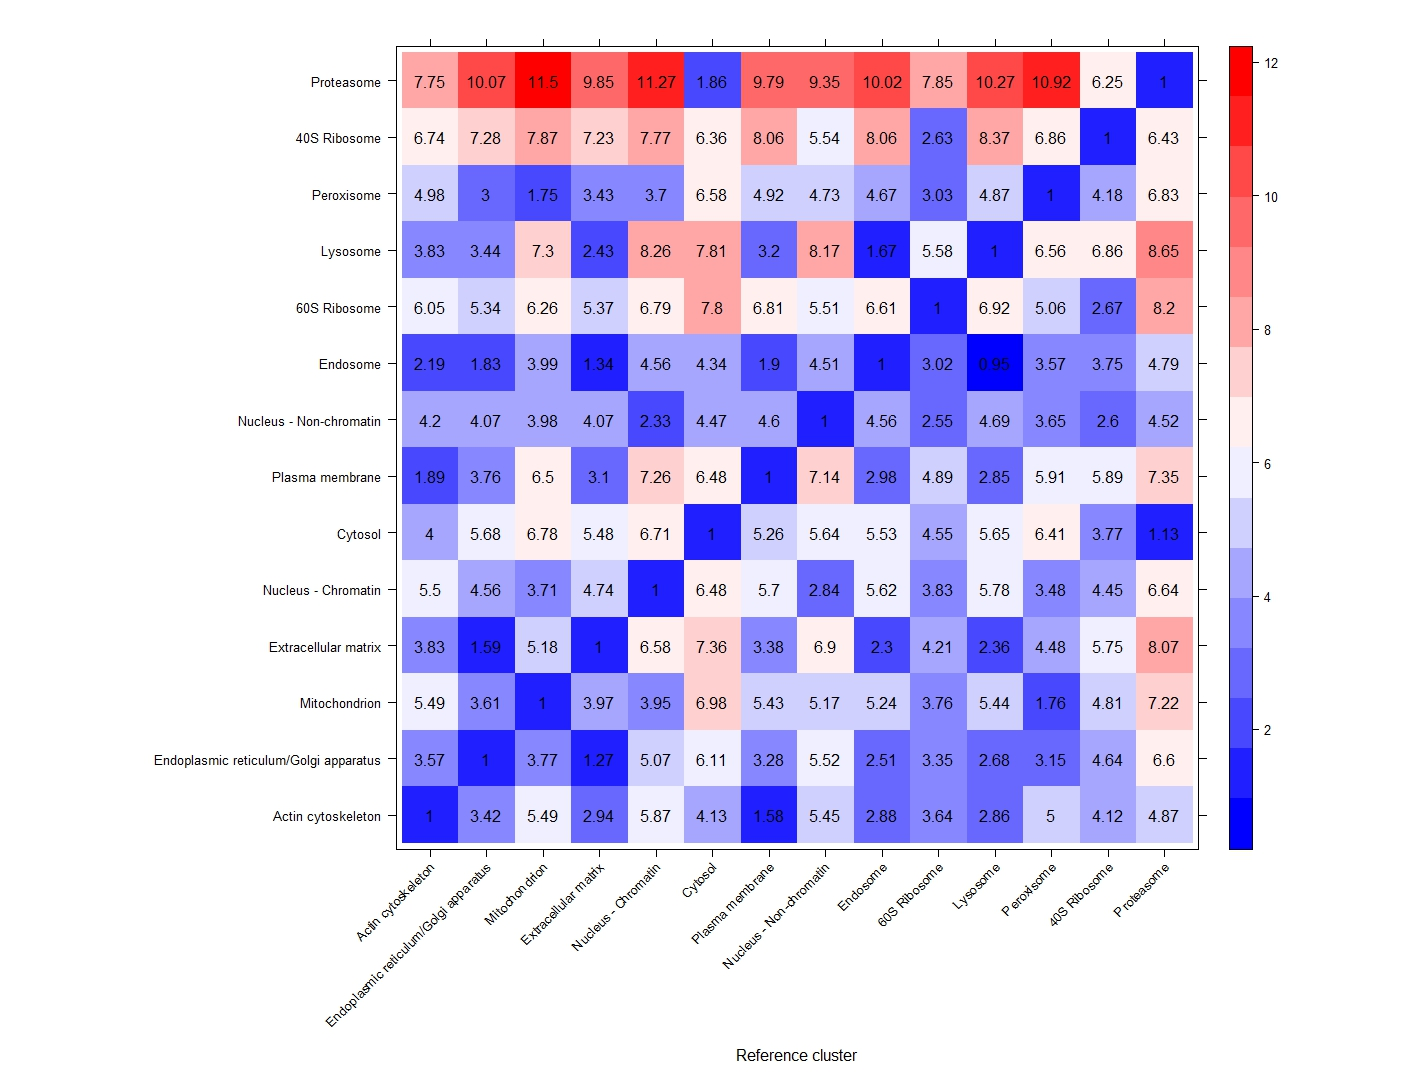 Proteasome 7.75 10.07 11.5 9.85 11.27 1.86 9.79 9.35 10.02 7.85 10.27 10.92 6.25 1
40S Ribosome 6.74 7.28 7.87 7.23 7.77 6.36 8.06 5.54 8.06 2.63 8.37 6.86 1 6.43
Peroxisome 4.98 3 1.75 3.43 3.7 6.58 4.92 4.73 4.67 3.03 4.87 1 4.18 6.83
Lysosome 3.83 3.44 7.3 2.43 8.26 7.81 3.2 8.17 1.67 5.58 1 6.56 6.86 8.65
60S Ribosome 6.05 5.34 6.26 5.37 6.79 7.8 6.81 5.51 6.61 1 6.92 5.06 2.67 8.2
Endosome 2.19 1.83 3.99 1.34 4.56 4.34 1.9 4.51 1 3.02 0.95 3.57 3.75 4.79
Nucleus - Non-chromatin 4.2 4.07 3.98 4.07 2.33 4.47 4.6 1 4.56 2.55 4.69 3.65 2.6 4.52
Plasma membrane 1.89 3.76 6.5 3.1 7.26 6.48 1 7.14 2.98 4.89 2.85 5.91 5.89 7.35
Cytosol 4 5.68 6.78 5.48 6.71 1 5.26 5.64 5.53 4.55 5.65 6.41 3.77 1.13
Nucleus - Chromatin 5.5 4.56 3.71 4.74 1 6.48 5.7 2.84 5.62 3.83 5.78 3.48 4.45 6.64
Extracellular matrix 3.83 1.59 5.18 1 6.58 7.36 3.38 6.9 2.3 4.21 2.36 4.48 5.75 8.07
Mitochondrion 5.49 3.61 1 3.97 3.95 6.98 5.43 5.17 5.24 3.76 5.44 1.76 4.81 7.22
Endoplasmic reticulum/Golgi apparatus 3.57 1 3.77 1.27 5.07 6.11 3.28 5.52 2.51 3.35 2.68 3.15 4.64 6.6
Actin cytoskeleton 1 3.42 5.49 2.94 5.87 4.13 1.58 5.45 2.88 3.64 2.86 5 4.12 4.87
12
10
8
6
4
2
Actin cytoskeleton
Endoplasmic reticulum/Golgi apparatus
Mitochondrion
Extracellular matrix
Nucleus - Chromatin
Cytosol
Plasma membrane
Nucleus - Non-chromatin
Endosome
60S Ribosome
Lysosome
Peroxisome
40S Ribosome
Proteasome
Reference cluster